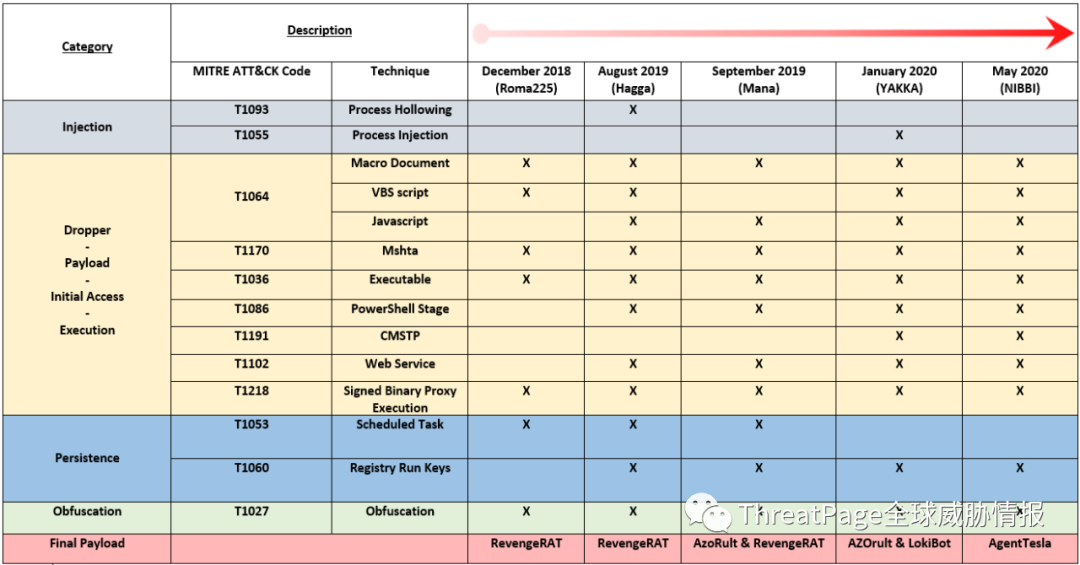 Category
Description
MITRE ATT&CK Code Technique December 2018 (Roma225) August 2019 (Hagga) September 2019 (Mana) January 2020 (YAKKA) May 2020 (NIBBI)
Injection
T1093 Process Hollowing X
T1055 Process Injection X
Dropper
-
Payload
-
Initial Access
-
Execution
T1064
Macro Document X X X X X
VBS script X X X X
Javascript X X X X
T1170 Mshta X X X X X
T1036 Executable X X X X X
T1086 PowerShell Stage X X X X
T1191 CMSTP X X
T1102 Web Service X X X X
T1218 Signed Binary Proxy Execution X X X X X
Persistence
T1053 Scheduled Task X X X
T1060 Registry Run Keys X X X X
Obfuscation T1027 Obfuscation X X X X X
ThreatPage全球威胁情报
Final Payload RevengeRAT RevengeRAT AzoRult & RevengeRAT AZOrult & LokiBot AgentTesla